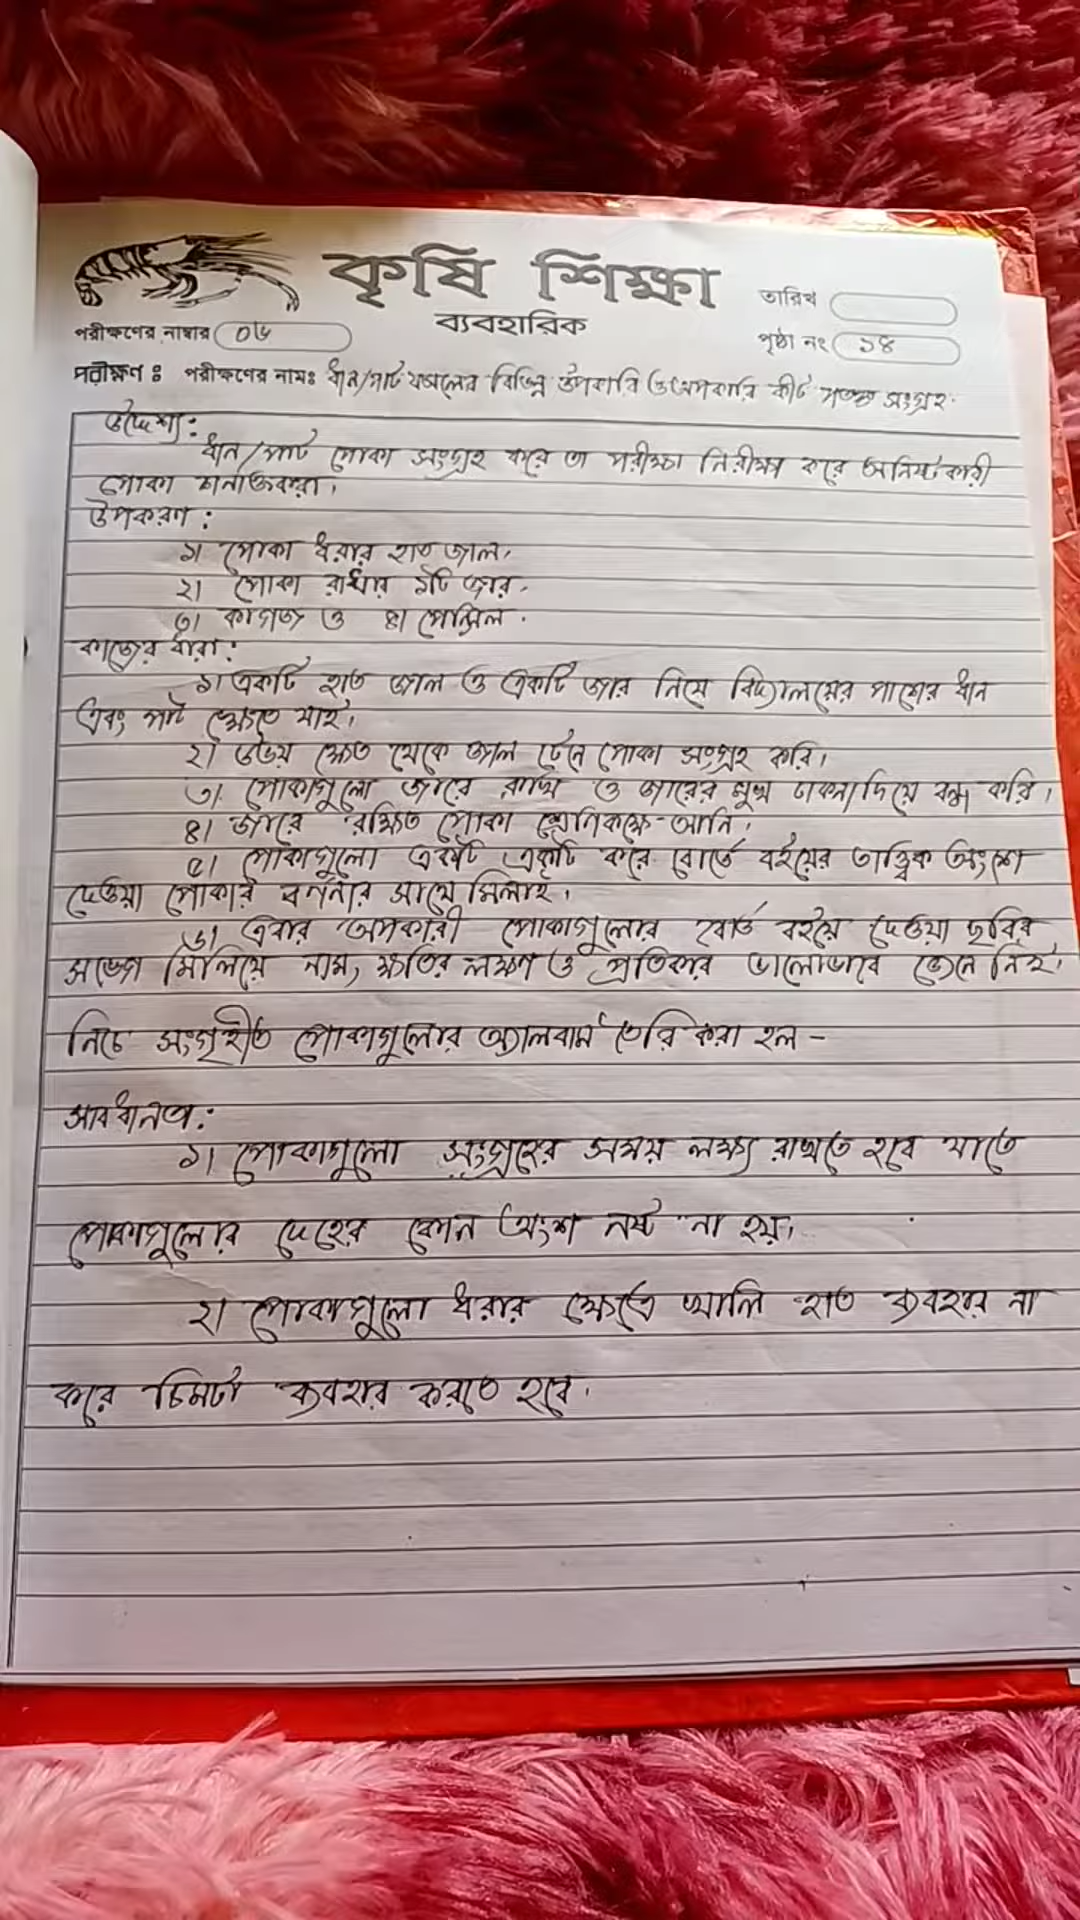 কৃষি শিক্ষা
ব্যবহারিক
তারিখ
পরীক্ষণের নাম্বার ০৬
পৃষ্ঠা নং ১৪
পরীক্ষণ : পরীক্ষণের নামঃ ধান/পাট ফসলের বিভিন্ন উপকারি ও অপকারি কীট পতঙ্গ সংগ্রহ.
উদ্দেশ্য:
ধান/পাট পোকা সংগ্রহ করে তা পরীক্ষা নিরীক্ষা করে অনিষ্টকারী
পোকা শনাক্তকরা।
উপকরণ :
১। পোকা ধরার হাত জাল.
২। পোকা রাখার ১টি জার.
৩। কাগজ ও ৪। পেন্সিল.
কাজের ধারা :
১। একটি হাত জাল ও একটি জার নিয়ে বিদ্যালয়ের পাশের ধান
এবং পাট ক্ষেতে যাই।
২। উভয় ক্ষেত থেকে জাল টেনে পোকা সংগ্রহ করি।
৩। পোকাগুলো জারে রাখি ও জারের মুখ ঢাকনা দিয়ে বন্ধ করি।
৪। জারে রক্ষিত পোকা শ্রেণিকক্ষে আনি।
৫। পোকাগুলো একটি একটি করে বোর্ড বইয়ের তাত্ত্বিক অংশে
দেওয়া পোকার বর্ণনার সাথে মিলাই।
৬। এবার অপকারী পোকাগুলোর বোর্ড বইয়ে দেওয়া ছবির
সঙ্গে মিলিয়ে নাম, ক্ষতির লক্ষণ ও প্রতিকার ভালোভাবে জেনে নিই।
নিচে সংগৃহীত পোকাগুলোর অ্যালবাম তৈরি করা হল -
সাবধানতা:
১। পোকাগুলো সংগ্রহের সময় লক্ষ্য রাখতে হবে যাতে
পোকাগুলোর দেহের কোন অংশ নষ্ট না হয়।
২। পোকাগুলো ধরার ক্ষেত্রে খালি হাত ব্যবহার না
করে চিমটা ব্যবহার করতে হবে.